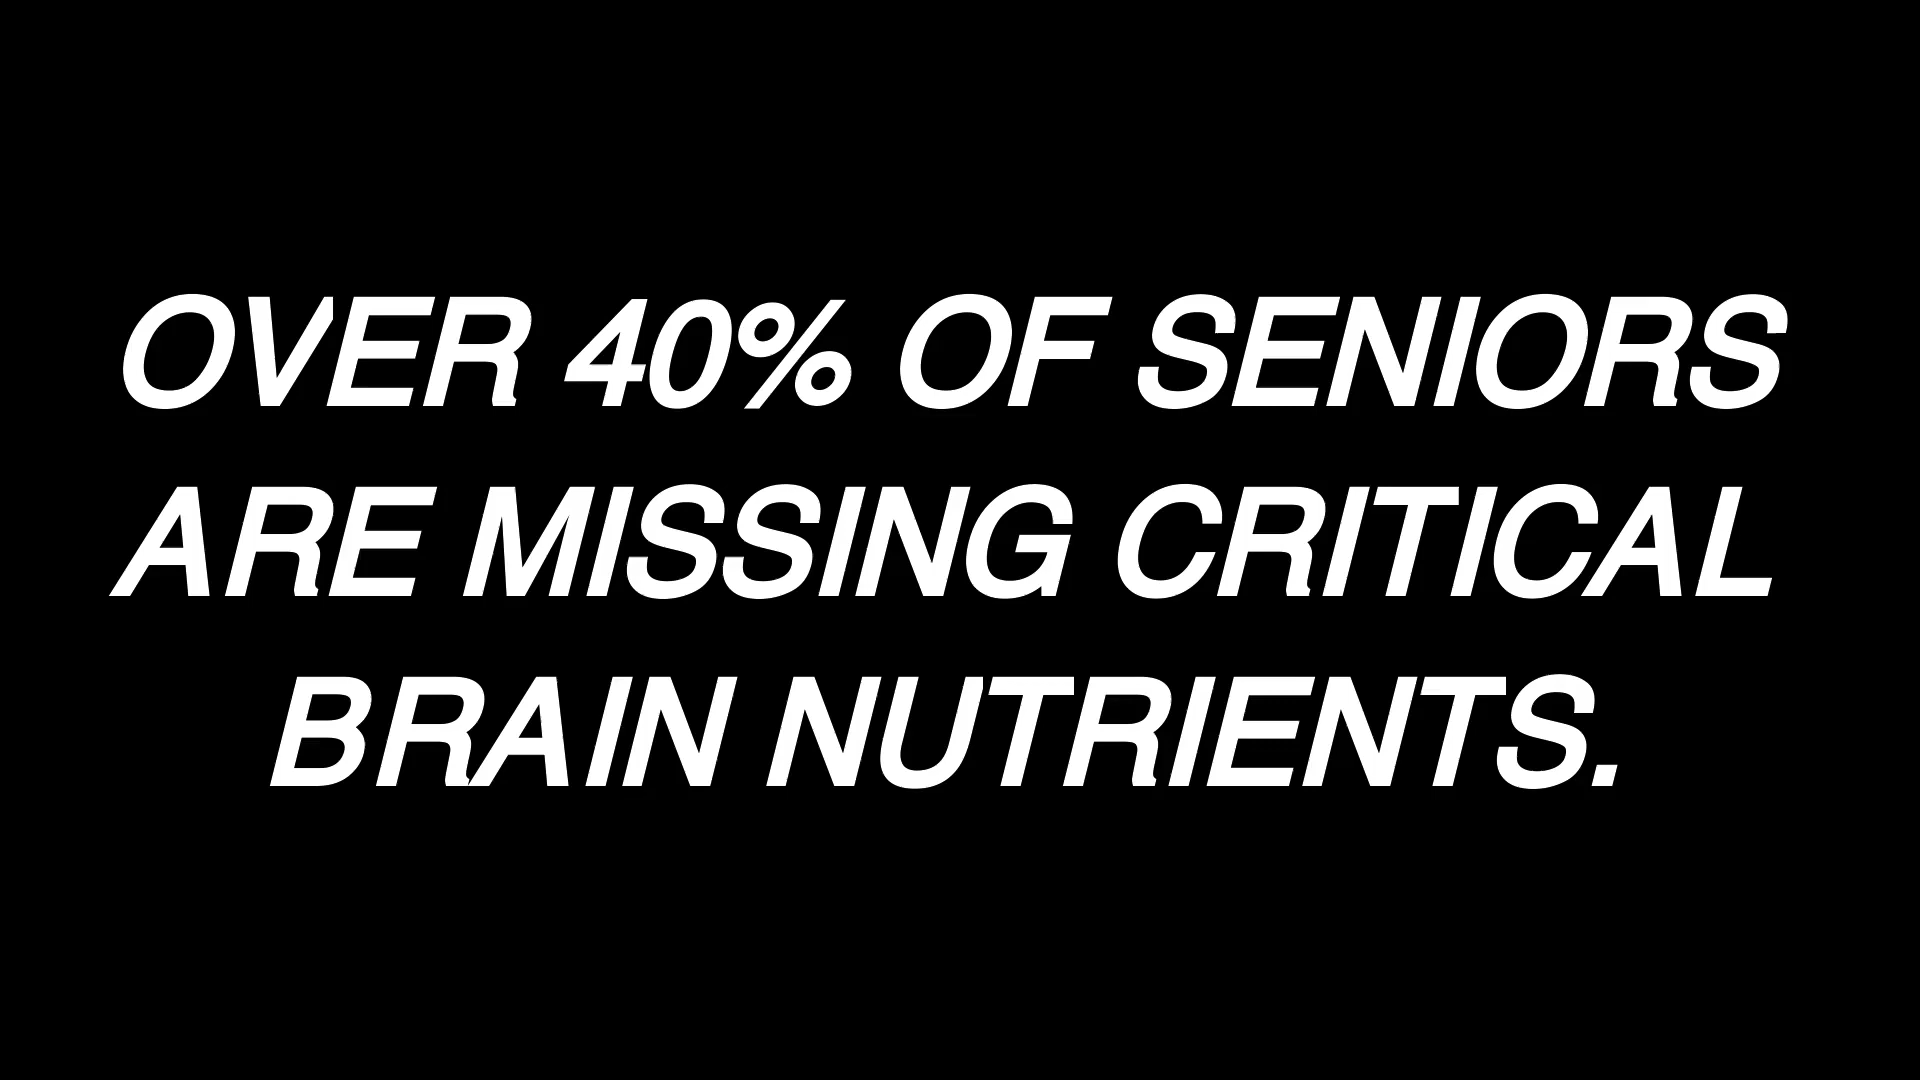 OVER 40% OF SENIORS
ARE MISSING CRITICAL
BRAIN NUTRIENTS.